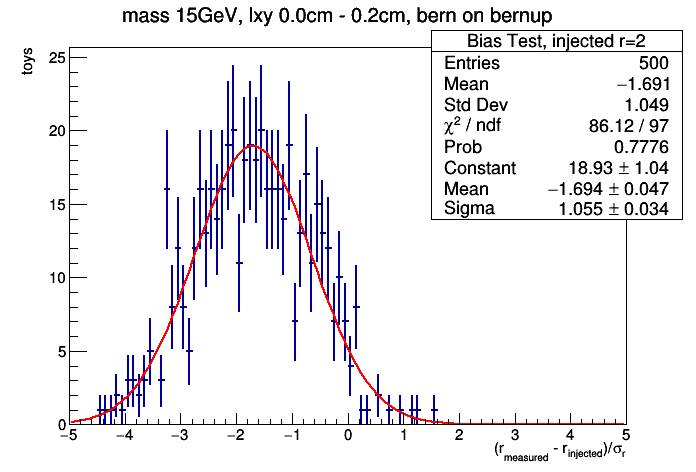 mass 15GeV, lxy 0.0cm - 0.2cm, bern on bernup
Bias Test, injected r=2
Entries 500
Mean −1.691
Std Dev 1.049
χ² / ndf 86.12 / 97
Prob 0.7776
Constant 18.93 ± 1.04
Mean −1.694 ± 0.047
Sigma 1.055 ± 0.034
toys
25
20
15
10
5
0
−5 −4 −3 −2 −1 0 1 2 3 4 5
(r_measured - r_injected)/σ_r